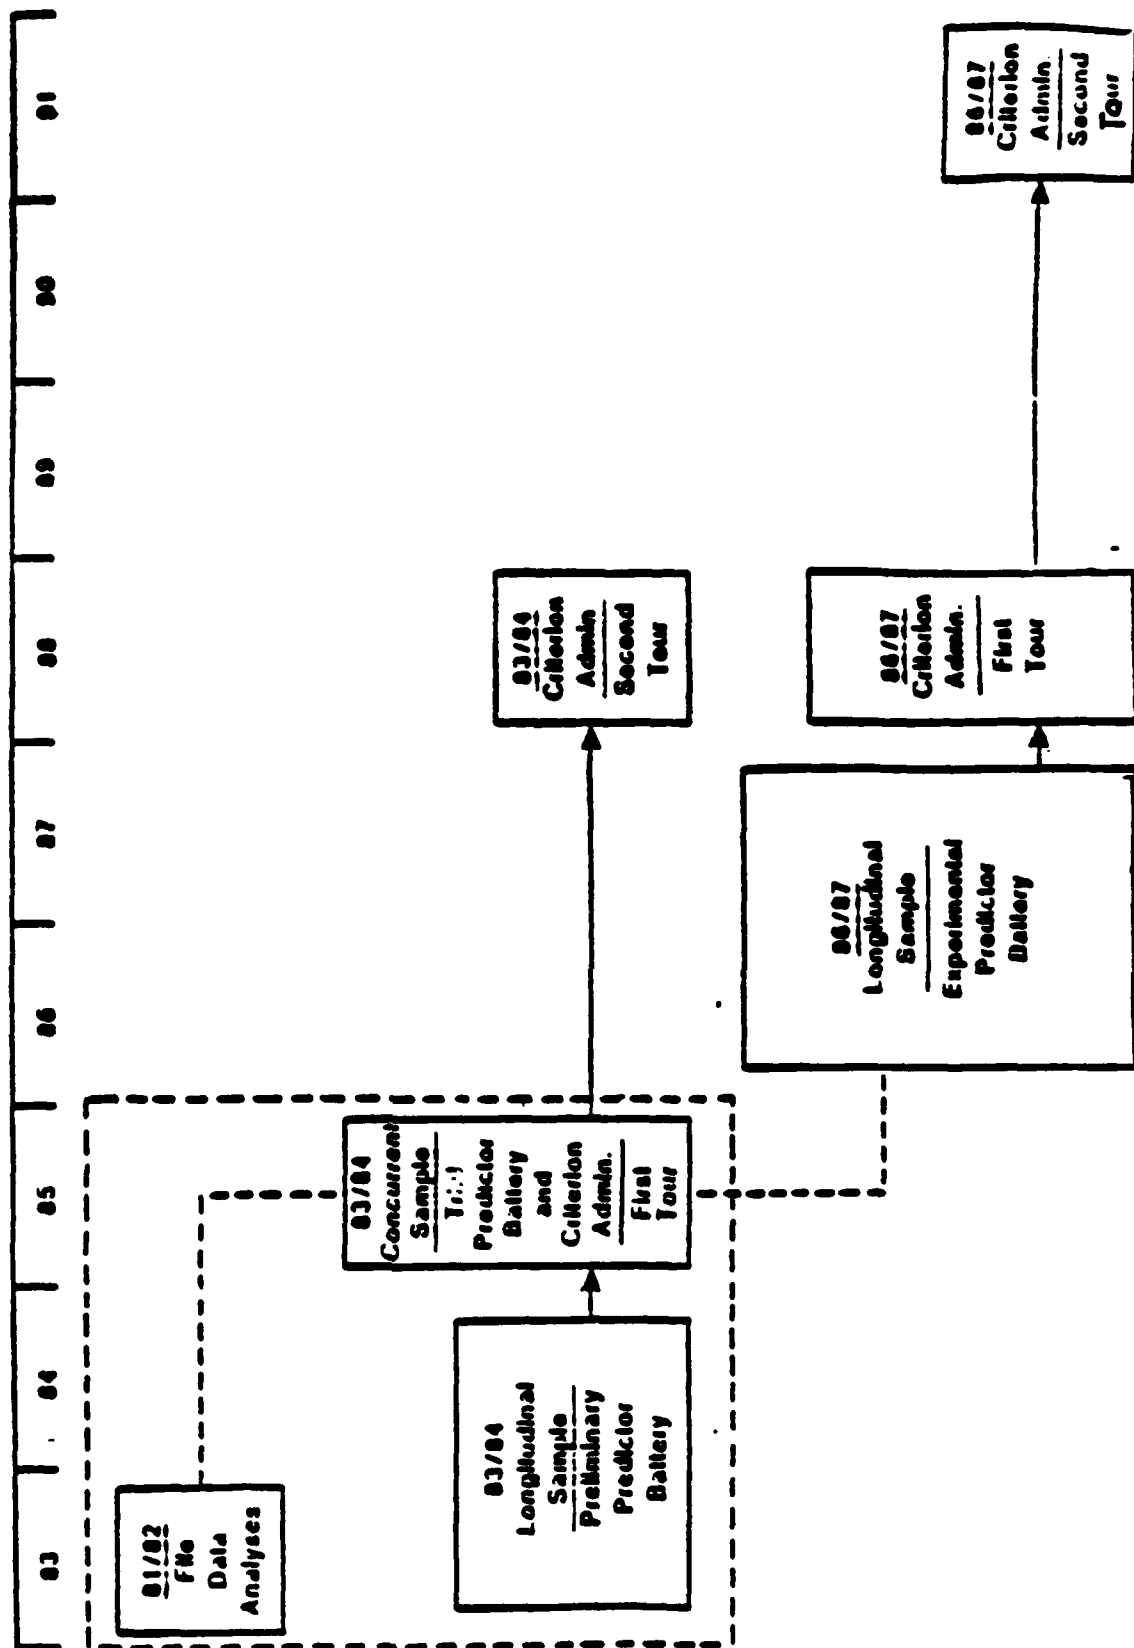 83
84
85
86
87
88
89
90
91
81/82
File
Data
Analyses
83/84
Longitudinal
Sample
Preliminary
Predictor
Battery
83/84
Concurrent
Sample
Predictor
Battery
and
Criterion
Admin.
First
Tour
83/84
Criterion
Admin
Second
Tour
86/87
Longitudinal
Sample
Experimental
Predictor
Battery
86/87
Criterion
Admin.
First
Tour
86/87
Criterion
Admin.
Second
Tour